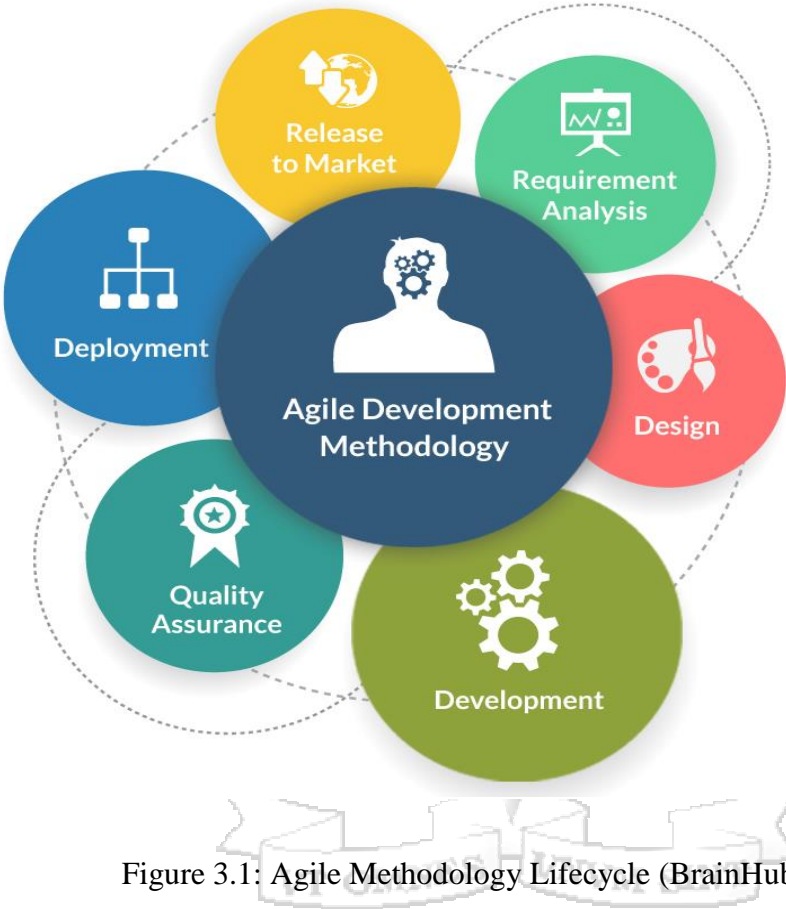 Release
to Market
Requirement
Analysis
Deployment
Agile Development
Methodology
Design
Quality
Assurance
Development
Figure 3.1: Agile Methodology Lifecycle (BrainHub